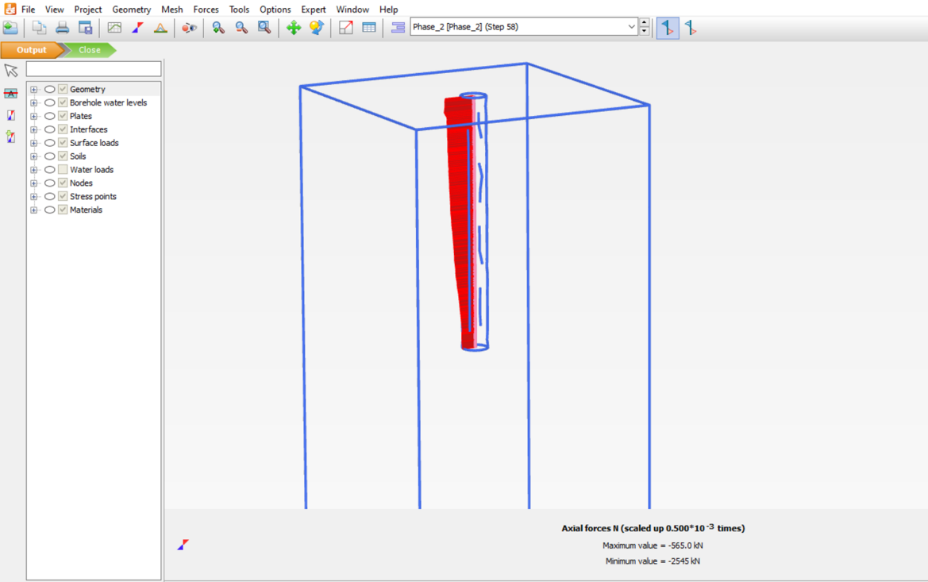 File View Project Geometry Mesh Forces Tools Options Expert Window Help
Phase_2 [Phase_2] (Step 58)
Output Close
Geometry
Borehole water levels
Plates
Interfaces
Surface loads
Soils
Water loads
Nodes
Stress points
Materials
Axial forces N (scaled up 0.500*10⁻³ times)
Maximum value = -565.0 kN
Minimum value = -2545 kN